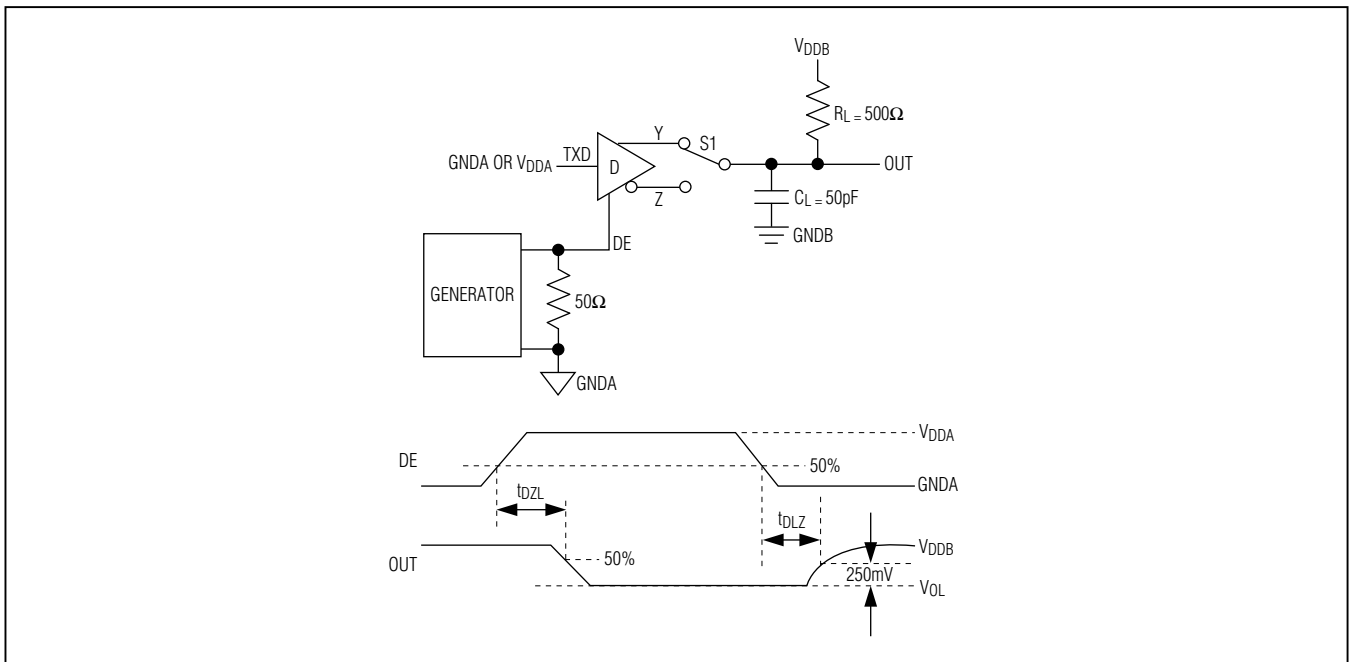 VDDB
RL = 500Ω
Y
S1
GNDA OR VDDA
TXD
D
OUT
Z
CL = 50pF
GNDB
DE
GENERATOR
50Ω
GNDA
VDDA
DE
50%
GNDA
tDZL
tDLZ
VDDB
OUT
50%
250mV
VOL